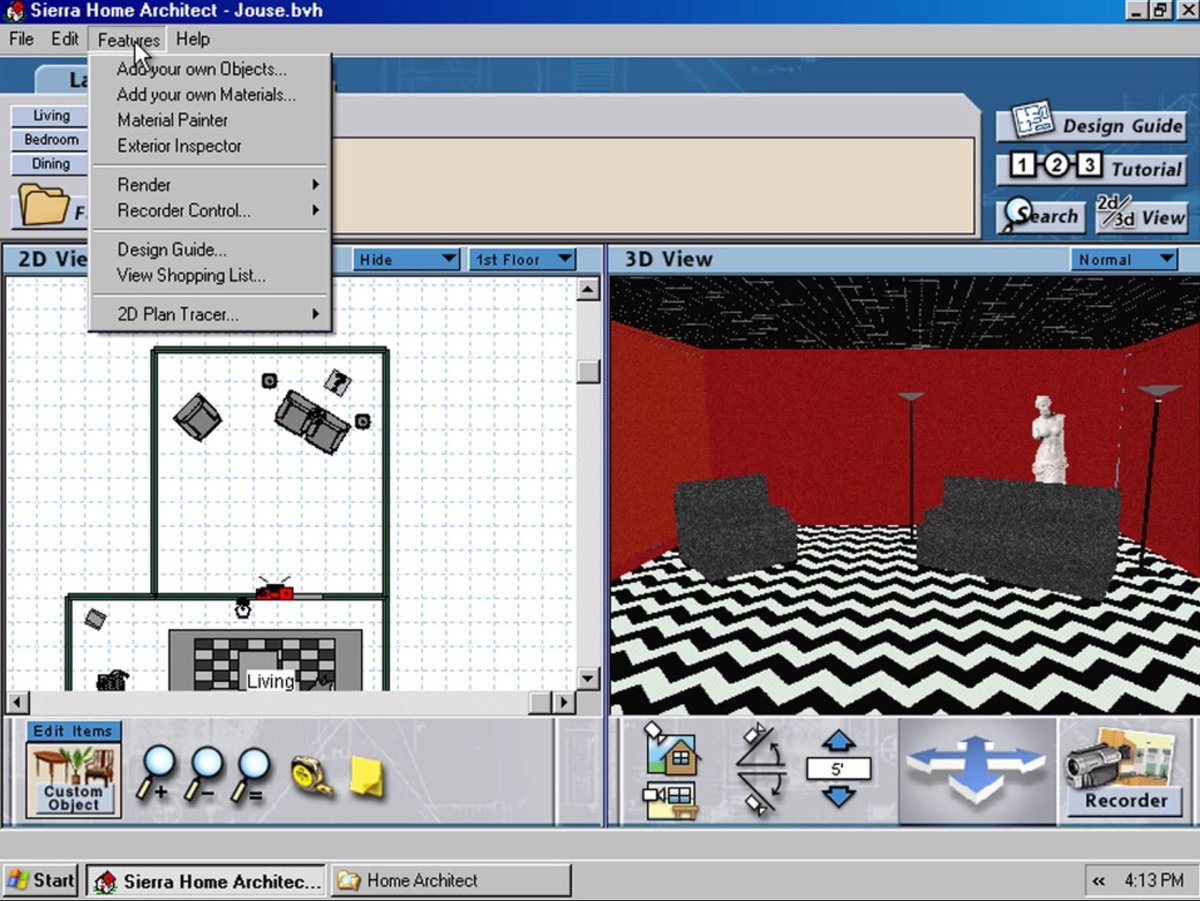 Sierra Home Architect - Jouse.bvh
File Edit Features Help
Add your own Objects...
Add your own Materials...
Material Painter
Exterior Inspector
Render
Recorder Control...
Design Guide...
View Shopping List...
2D Plan Tracer...
La
Living
Bedroom
Dining
F
Design Guide
1 2 3 Tutorial
Search
2d/3d View
2D Vie
Hide
1st Floor
3D View
Normal
?
Living
Edit Items
Custom
Object
+ - =
5'
Recorder
Start
Sierra Home Architec...
Home Architect
« 4:13 PM